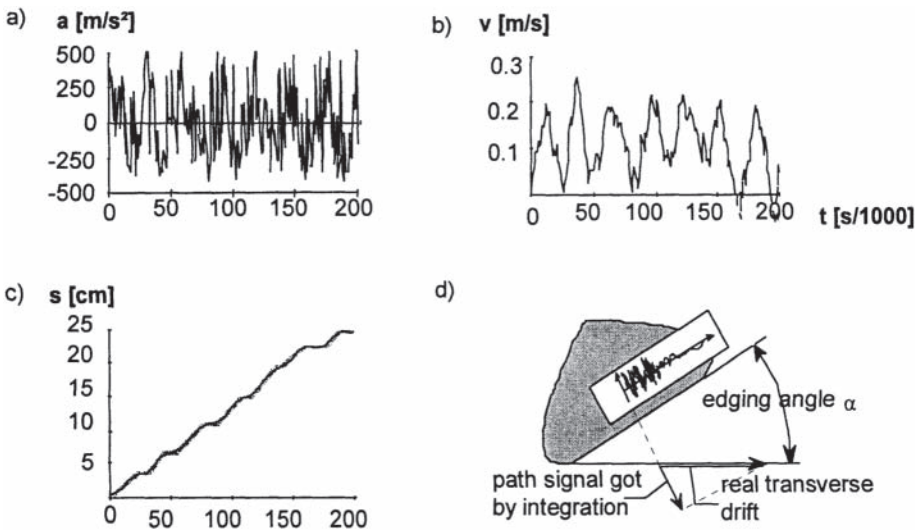 a) a [m/s²]
500
250
0
-250
-500
0 50 100 150 200
b) v [m/s]
0.3
0.2
0.1
0 50 100 150 200
t [s/1000]
c) s [cm]
25
20
15
10
5
0 50 100 150 200
d)
edging angle α
path signal got
by integration
real transverse
drift